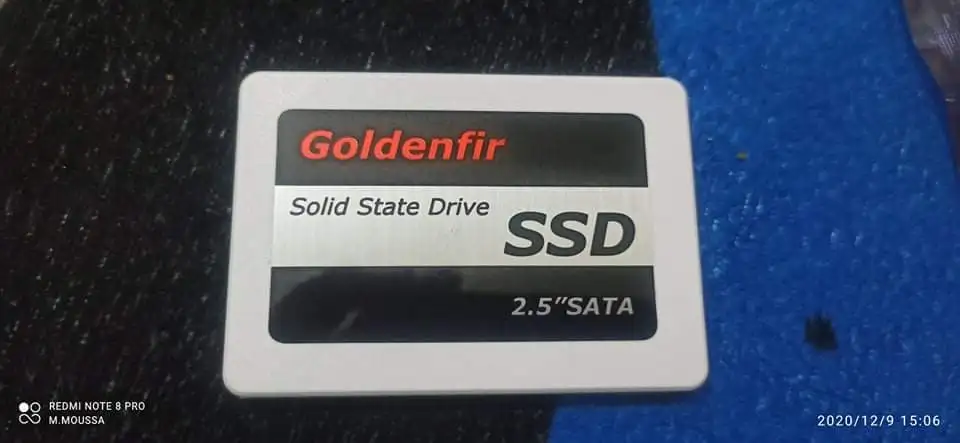 Goldenfir
Solid State Drive
SSD
2.5"SATA
REDMI NOTE 8 PRO
M.MOUSSA
2020/12/9 15:06